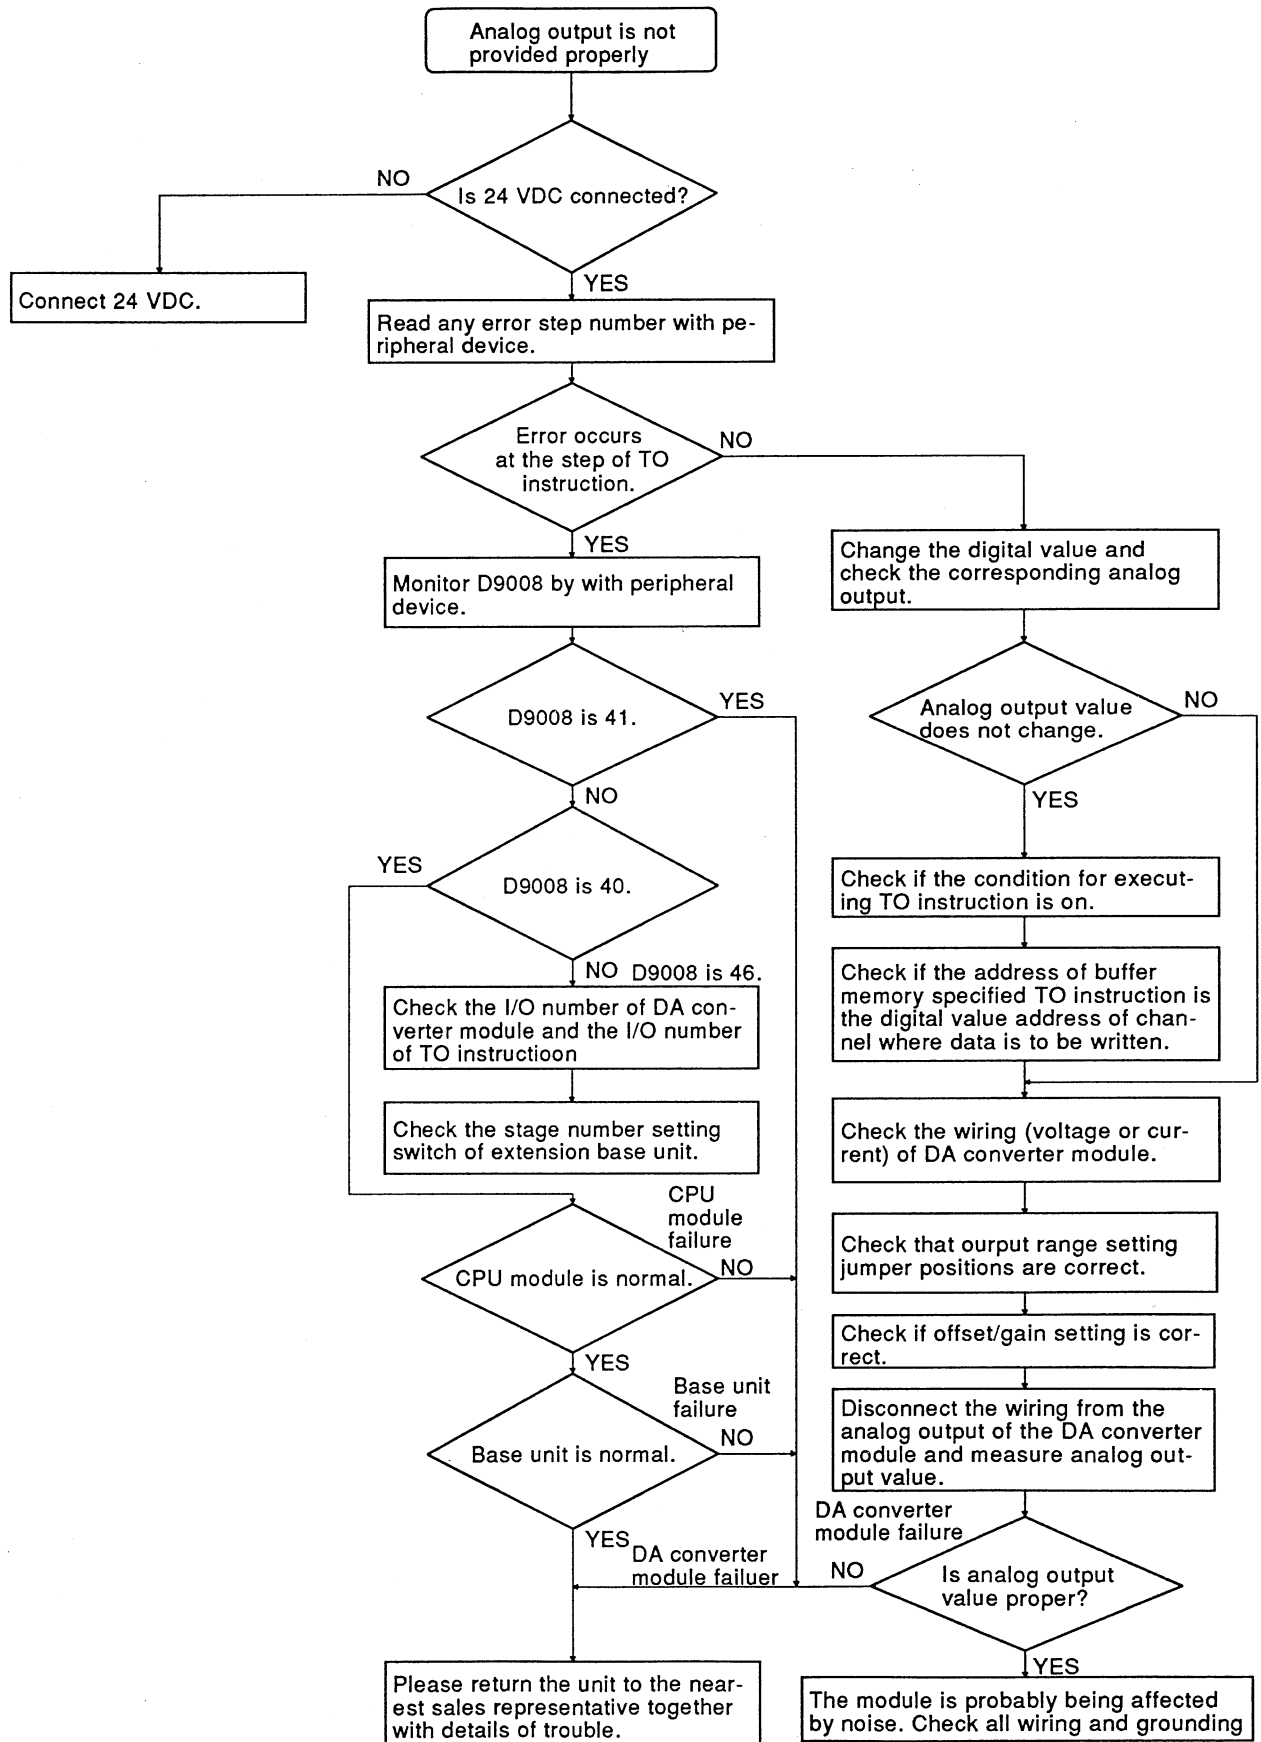 Analog output is not
provided properly
NO
Is 24 VDC connected?
YES
Connect 24 VDC.
Read any error step number with pe-
ripheral device.
Error occurs
at the step of TO
instruction.
NO
YES
Monitor D9008 by with peripheral
device.
Change the digital value and
check the corresponding analog
output.
D9008 is 41.
YES
NO
Analog output value
does not change.
NO
YES
YES
D9008 is 40.
NO D9008 is 46.
Check if the condition for execut-
ing TO instruction is on.
Check the I/O number of DA con-
verter module and the I/O number
of TO instructioon
Check if the address of buffer
memory specified TO instruction is
the digital value address of chan-
nel where data is to be written.
Check the stage number setting
switch of extension base unit.
Check the wiring (voltage or cur-
rent) of DA converter module.
CPU
module
failure
CPU module is normal.
NO
YES
Check that ourput range setting
jumper positions are correct.
Check if offset/gain setting is cor-
rect.
Base unit
failure
Base unit is normal.
NO
YES
Disconnect the wiring from the
analog output of the DA converter
module and measure analog out-
put value.
DA converter
module failure
DA converter
module failuer
NO
Is analog output
value proper?
YES
Please return the unit to the near-
est sales representative together
with details of trouble.
The module is probably being affected
by noise. Check all wiring and grounding